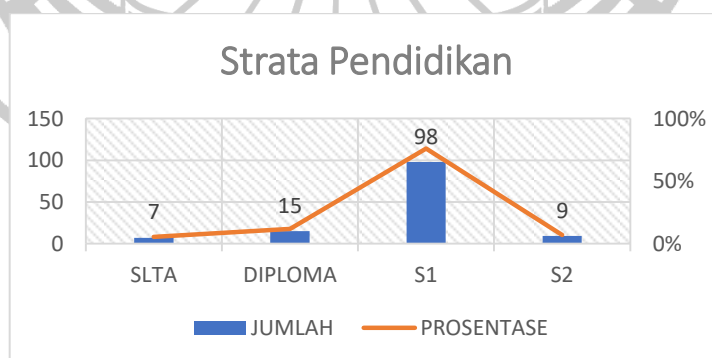 Strata Pendidikan
150 100%
98
100
50 7 15 9 50%
0 0%
SLTA DIPLOMA S1 S2
JUMLAH PROSENTASE